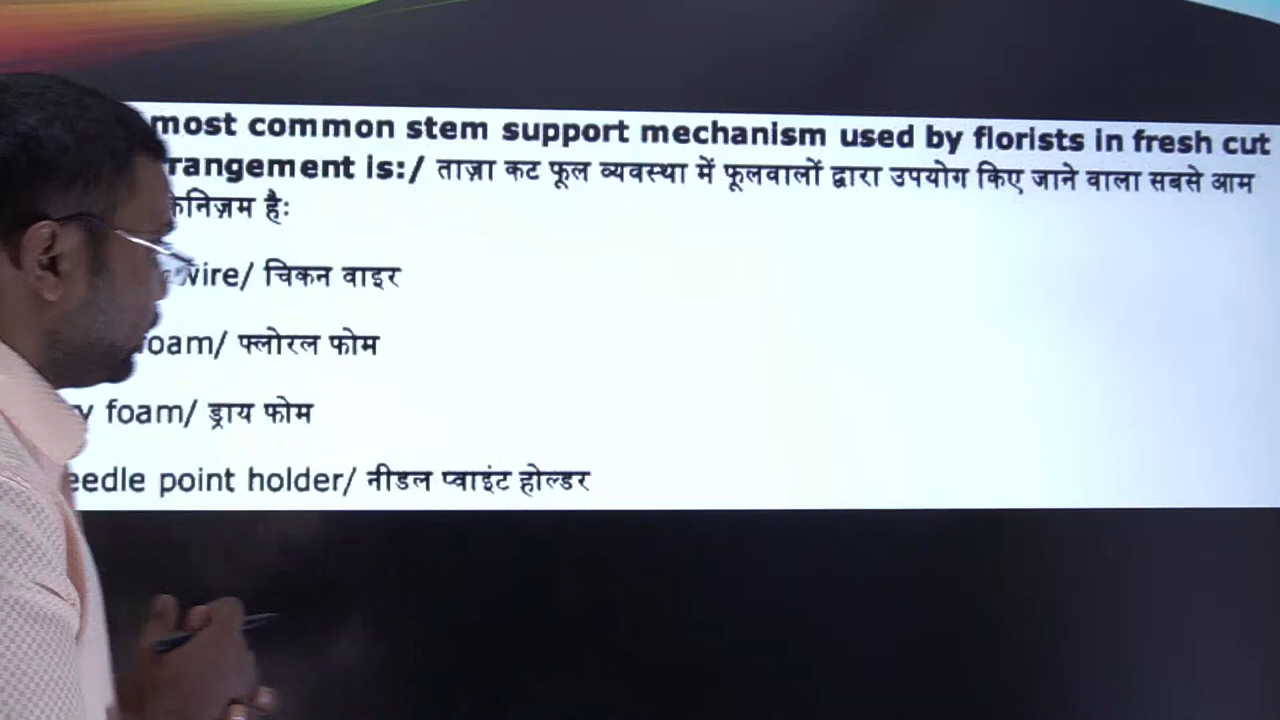 most common stem support mechanism used by florists in fresh cut
rangement is:/ ताज़ा कट फूल व्यवस्था में फूलवालों द्वारा उपयोग किए जाने वाला सबसे आम
केनिज़म है:
wire/ चिकन वाइर
foam/ फ्लोरल फोम
y foam/ ड्राय फोम
eedle point holder/ नीडल प्वाइंट होल्डर